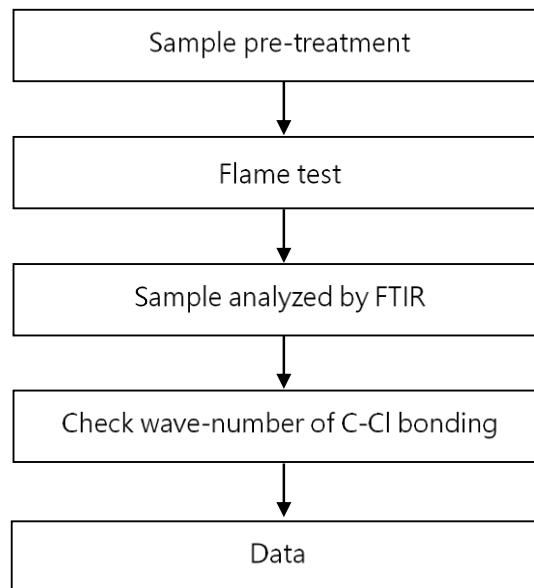 Sample pre-treatment
Flame test
Sample analyzed by FTIR
Check wave-number of C-Cl bonding
Data